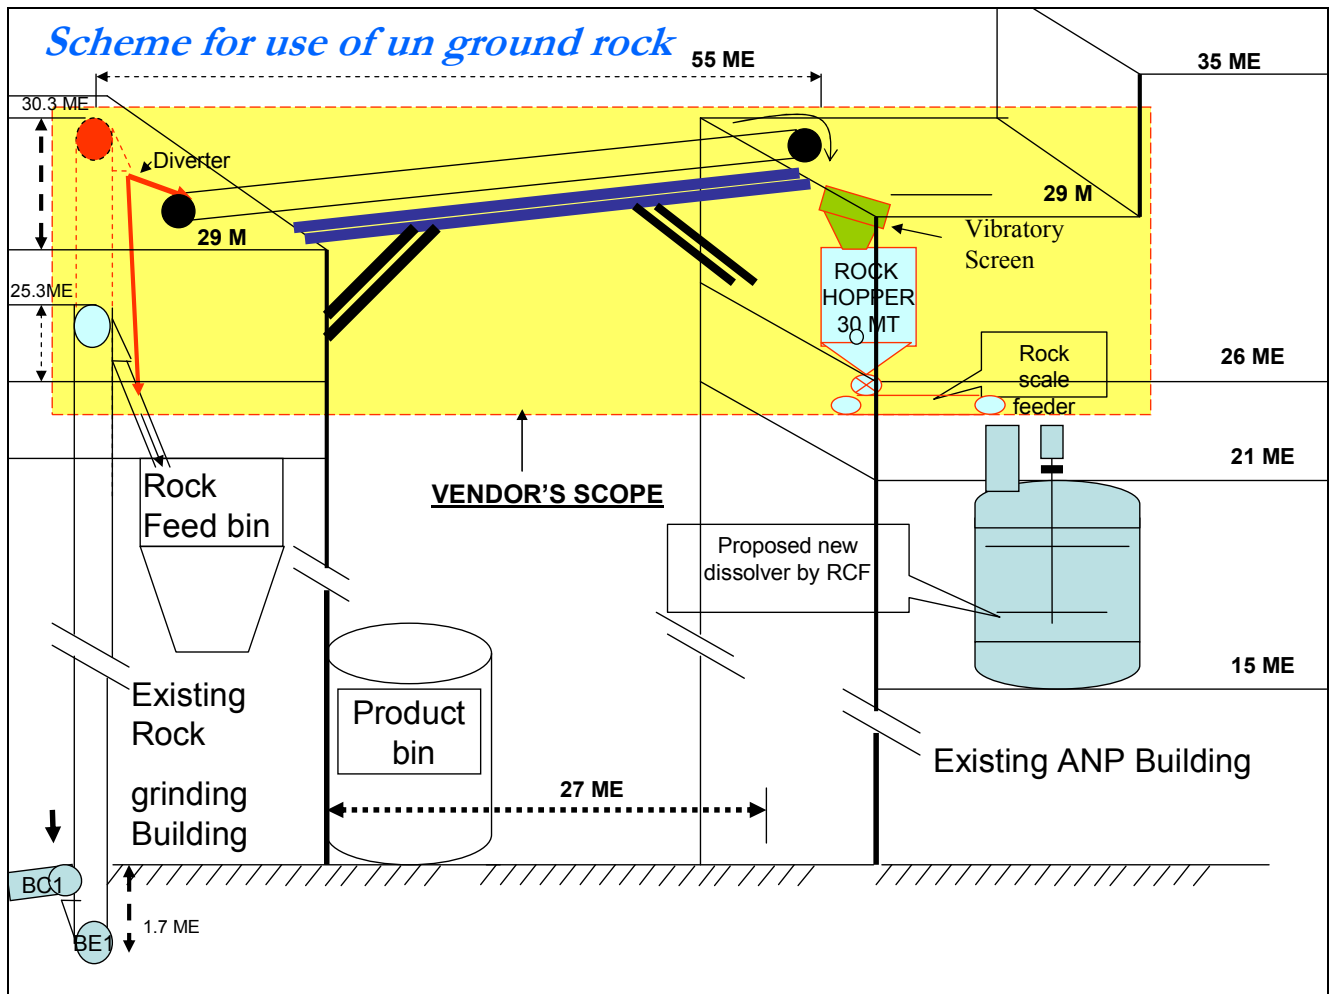 Scheme for use of un ground rock
55 ME
35 ME
30.3 ME
Diverter
29 M
29 M
Vibratory
Screen
25.3ME
ROCK
HOPPER
30 MT
Rock
scale
feeder
26 ME
21 ME
Rock
Feed bin
VENDOR'S SCOPE
Proposed new
dissolver by RCF
15 ME
Existing
Rock
grinding
Building
Product
bin
27 ME
Existing ANP Building
BC1
1.7 ME
BE1